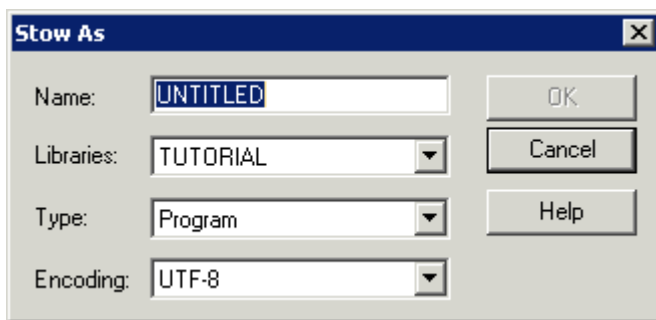 Stow As
Name: UNTITLED OK
Libraries: TUTORIAL Cancel
Type: Program Help
Encoding: UTF-8